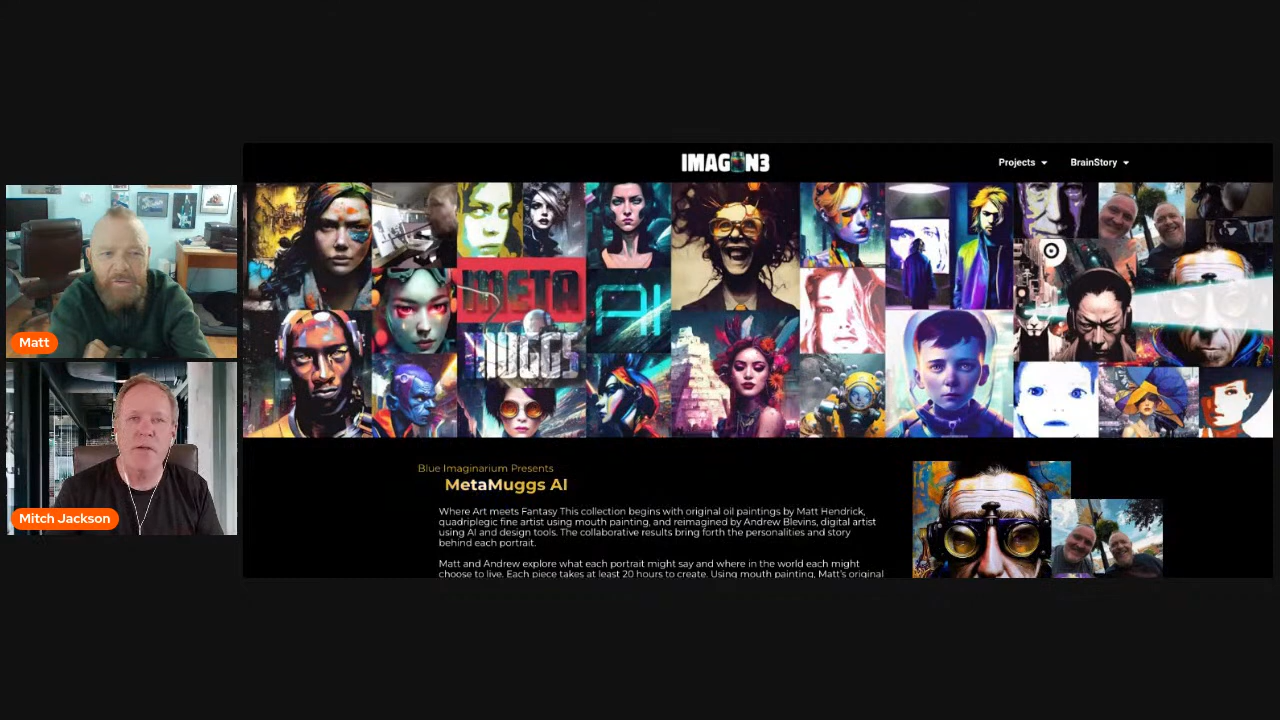 IMAG N3
Projects
BrainStory
META
MUGGS
AI
Matt
Mitch Jackson
Blue Imaginarium Presents
MetaMuggs AI
Where Art meets Fantasy This collection begins with original oil paintings by Matt Hendrick,
quadriplegic fine artist using mouth painting, and reimagined by Andrew Blevins, digital artist
using AI and design tools. The collaborative results bring forth the personalities and story
behind each portrait.
Matt and Andrew explore what each portrait might say and where in the world each might
choose to live. Each piece takes at least 20 hours to create. Using mouth painting, Matt's original